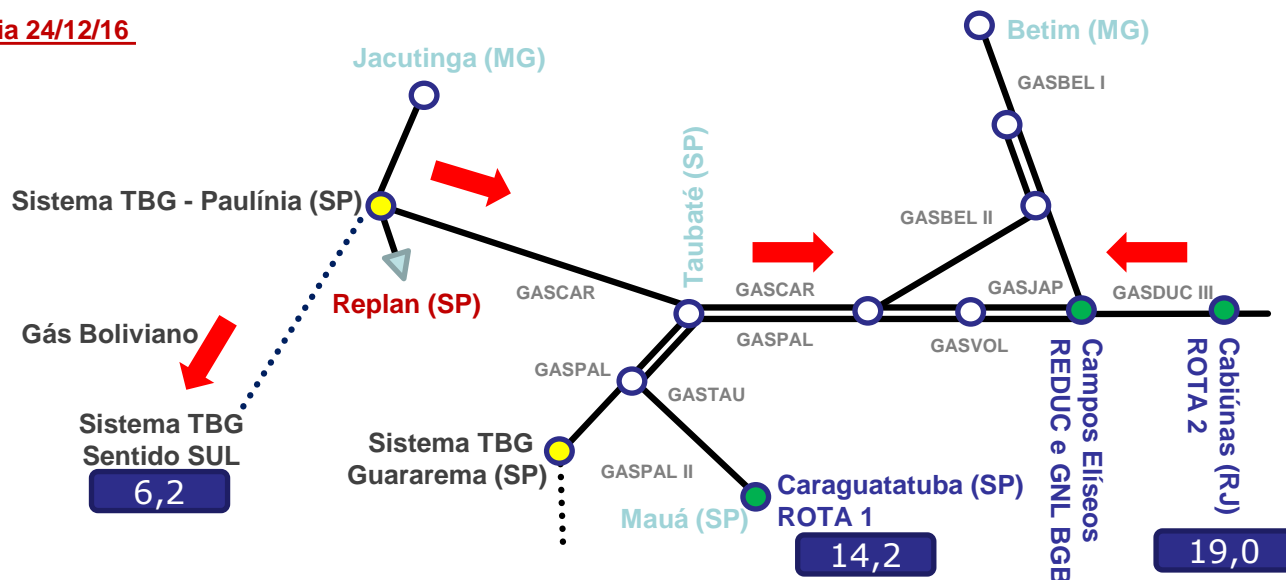 ia 24/12/16
Betim (MG)
Jacutinga (MG)
GASBEL I
Sistema TBG - Paulínia (SP)
Taubaté (SP)
GASBEL II
Replan (SP)
GASCAR
GASCAR
GASJAP
GASDUC III
Gás Boliviano
GASPAL
GASVOL
GASPAL
GASTAU
Sistema TBG
Sentido SUL
6,2
Sistema TBG
Guararema (SP)
GASPAL II
Mauá (SP)
Caraguatatuba (SP)
ROTA 1
14,2
Campos Elíseos
REDUC e GNL BGB
Cabiúnas (RJ)
ROTA 2
19,0